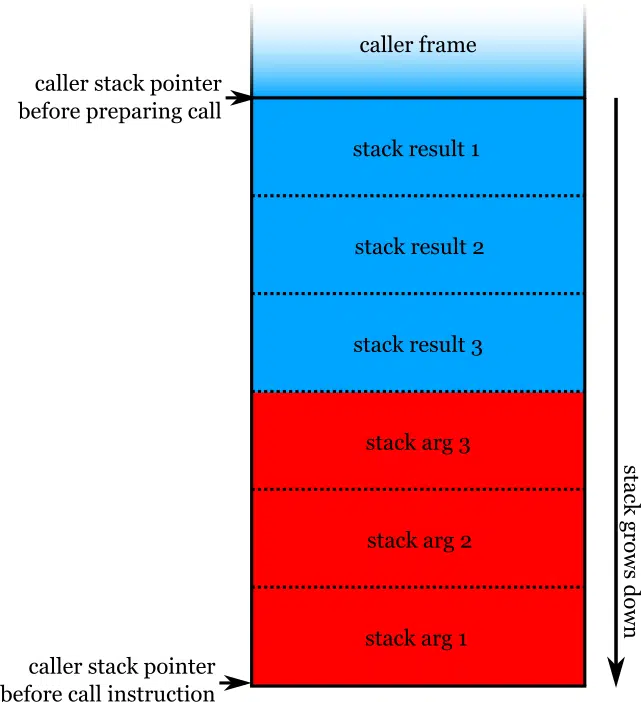 caller frame
caller stack pointer
before preparing call
stack result 1
stack result 2
stack result 3
stack arg 3
stack arg 2
stack arg 1
stack grows down
caller stack pointer
before call instruction